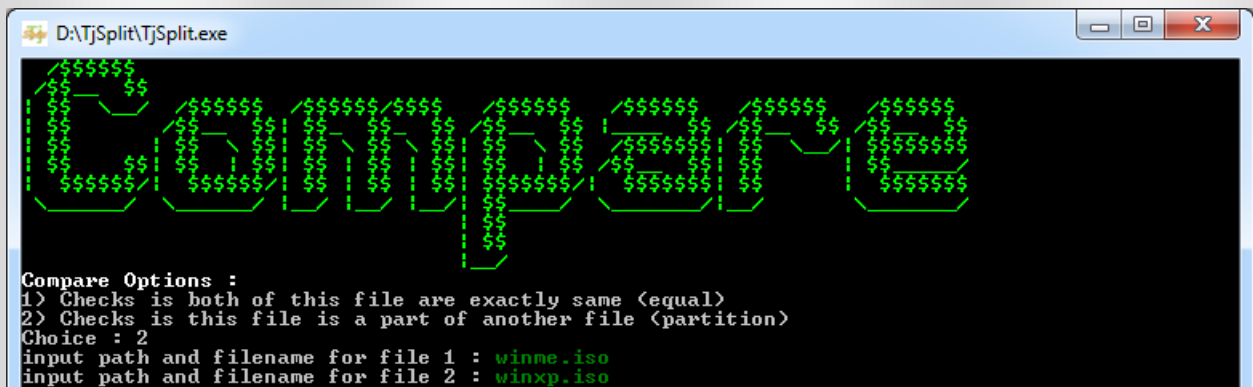 D:\TjSplit\TjSplit.exe
Compare
Compare Options :
1) Checks is both of this file are exactly same (equal)
2) Checks is this file is a part of another file (partition)
Choice : 2
input path and filename for file 1 : winme.iso
input path and filename for file 2 : winxp.iso